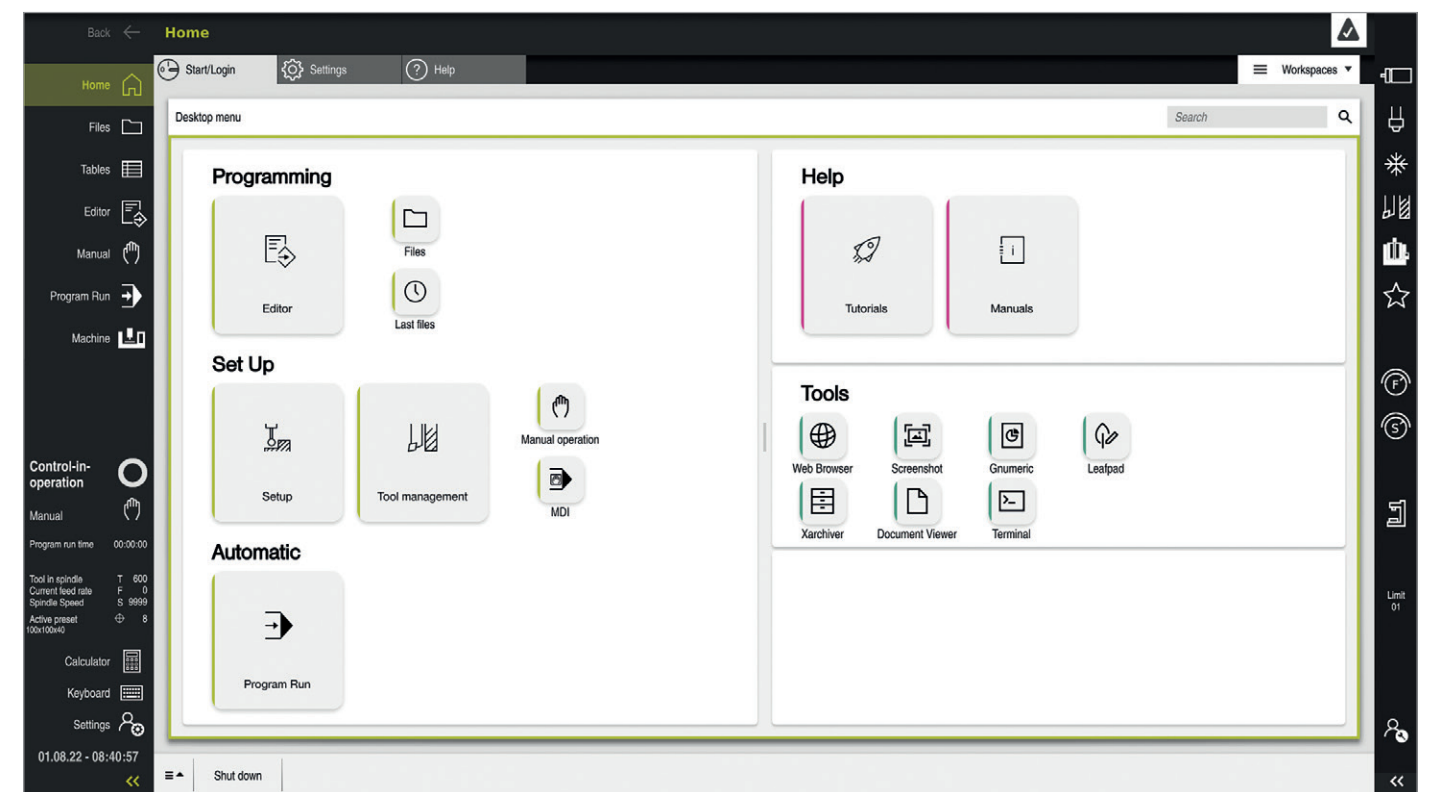 Back
Home
Start/Login
Settings
Help
Workspaces
Home
Files
Tables
Editor
Manual
Program Run
Machine
Control-in-
operation
Manual
Program run time 00:00:00
Tool in spindle T 600
Current feed rate F 0
Spindle Speed S 9999
Active preset 8
100x100x40
Calculator
Keyboard
Settings
01.08.22 - 08:40:57
Desktop menu
Search
Programming
Editor
Files
Last files
Set Up
Setup
Tool management
Manual operation
MDI
Automatic
Program Run
Help
Tutorials
i
Manuals
Tools
Web Browser
Screenshot
Gnumeric
Leafpad
Xarchiver
Document Viewer
Terminal
Shut down
F
S
Limit
01